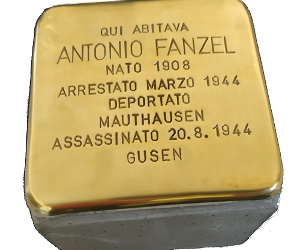 QUI ABITAVA
ANTONIO FANZEL
NATO 1908
ARRESTATO MARZO 1944
DEPORTATO
MAUTHAUSEN
ASSASSINATO 20.8.1944
GUSEN